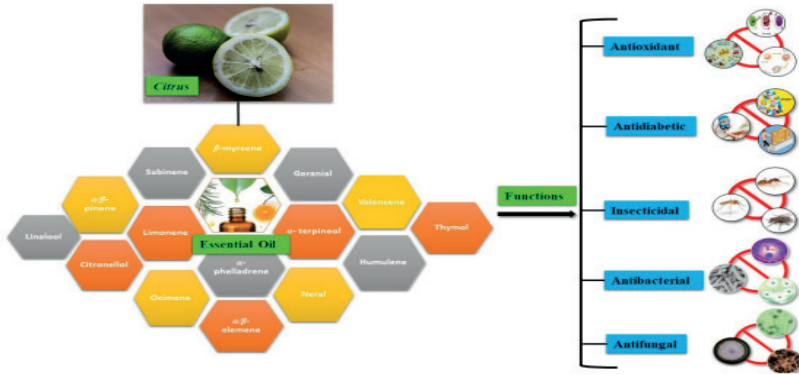 Citrus
β-myrcene
Sabinene
Geranial
α/β-
pinene
Valencene
Linalool
Limonene
Essential Oil
α- terpineol
Thymol
Citronellol
α-
phelladrene
Humulene
Ocimene
Neral
α/β-
elemene
Functions
Antioxidant
Antidiabetic
Insecticidal
Antibacterial
Antifungal